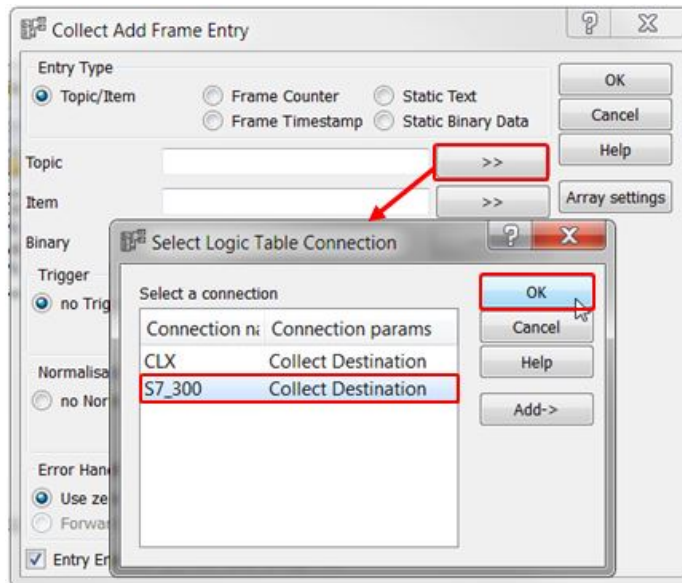 Collect Add Frame Entry
Entry Type
Topic/Item
Frame Counter
Static Text
Frame Timestamp
Static Binary Data
OK
Cancel
Help
Topic
>>
Item
>>
Array settings
Binary
Select Logic Table Connection
Trigger
no Trig
Select a connection
Connection na Connection params
CLX Collect Destination
S7_300 Collect Destination
OK
Cancel
Help
Add->
Normalisa
no Nor
Error Han
Use ze
Forwar
Entry En